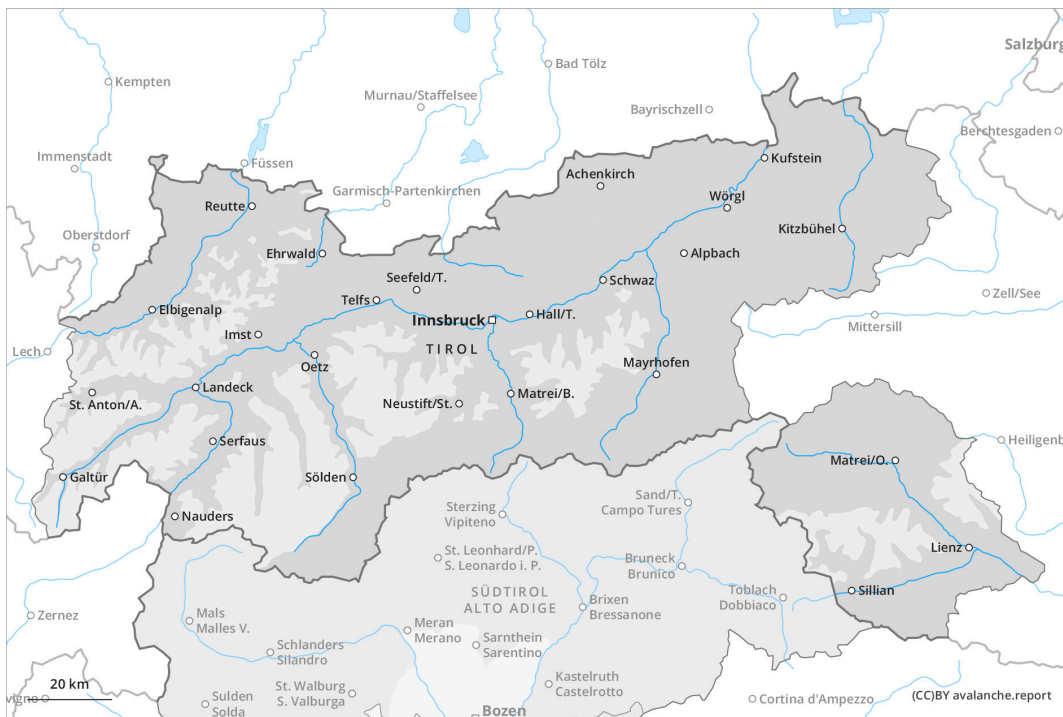 Salzburg
Kempten
Bad Tölz
Murnau/Staffelsee
Bayrischzell
Berchtesgaden
Immenstadt
Füssen
Kufstein
Achenkirch
Garmisch-Partenkirchen
Reutte
Wörgl
Oberstdorf
Kitzbühel
Ehrwald
Alpbach
Seefeld/T.
Schwaz
Zell/See
Telfs
Elbigenalp
Innsbruck
Hall/T.
Mittersill
Imst
TIROL
Lech
Oetz
Mayrhofen
Landeck
St. Anton/A.
Neustift/St.
Matrei/B.
Serfaus
Heiligenb
Matrei/O.
Galtür
Sölden
Sand/T.
Campo Tures
Sterzing
Vipiteno
Nauders
Lienz
St. Leonhard/P.
S. Leonardo i. P.
Bruneck
Brunico
SÜDTIROL
ALTO ADIGE
Sillian
Toblach
Dobbiaco
Brixen
Bressanone
Zernez
Mals
Malles V.
Meran
Merano
Sarnthein
Sarentino
Schlanders
Silandro
Kastelruth
Castelrotto
20 km
St. Walburg
S. Valburga
vigno
Sulden
Solda
Cortina d'Ampezzo
(CC)BY avalanche.report
Bozen